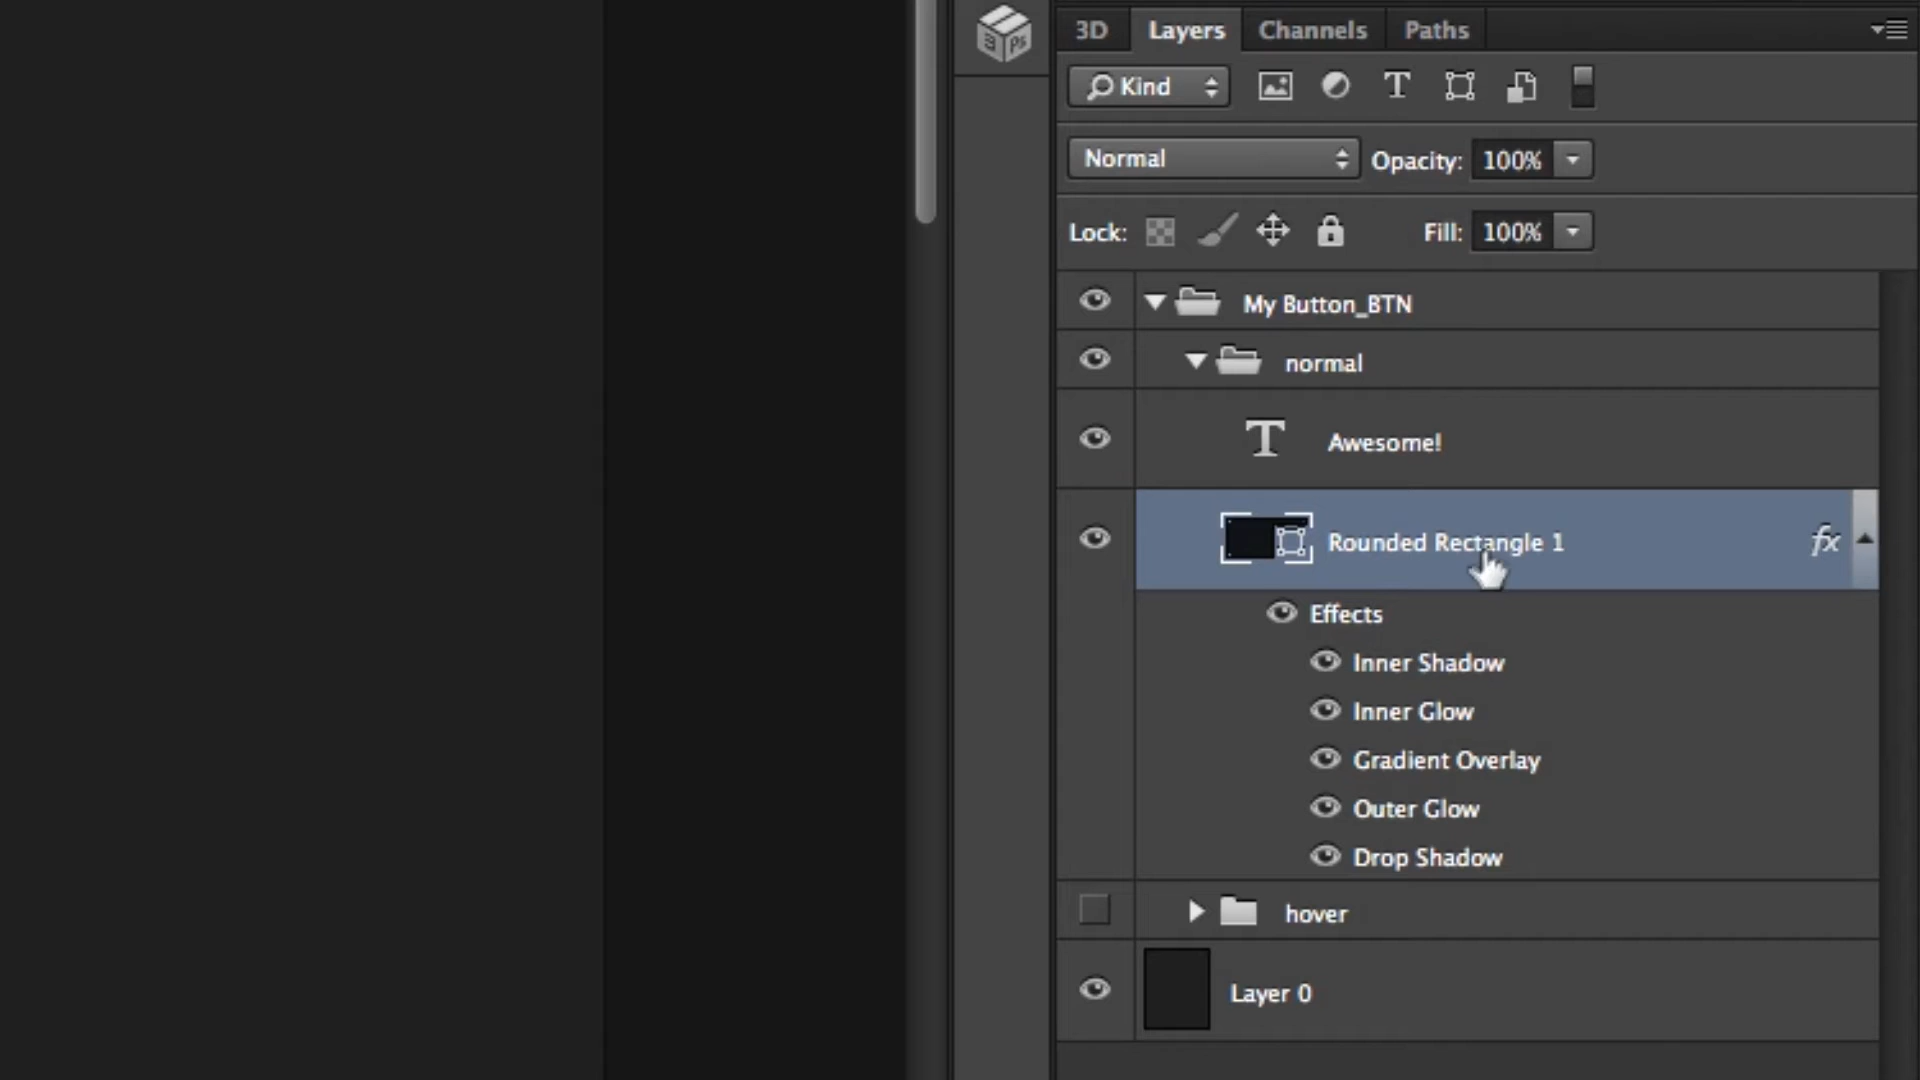 3D Layers Channels Paths
Kind T
Normal Opacity: 100%
Lock: Fill: 100%
My Button_BTN
normal
T Awesome!
Rounded Rectangle 1 fx
Effects
Inner Shadow
Inner Glow
Gradient Overlay
Outer Glow
Drop Shadow
hover
Layer 0